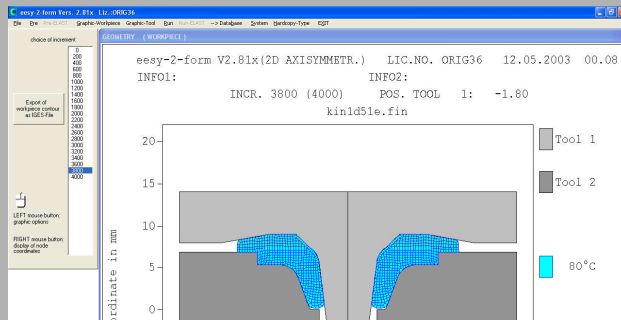 eesy-2-form Vers. 2.81x Liz.:ORIG36
File Pre Pre-ELAST Graphic-Workpiece Graphic-Tool Run Run-ELAST --> Database System Hardcopy-Type EXIT
choice of increment
GEOMETRY ( WORKPIECE )
0
200
400
600
800
1000
1200
1400
1600
1800
2000
2200
2400
2600
2800
3000
3200
3400
3600
3800
4000
Export of
workpiece contour
as IGES-File
LEFT mouse button:
graphic options
RIGHT mouse button:
display of node
coordinates
eesy-2-form V2.81x(2D AXISYMMETR.) LIC.NO. ORIG36 12.05.2003 00.08
INFO1: INFO2:
INCR. 3800 (4000) POS. TOOL 1: -1.80
kin1d51e.fin
20
15
10
5
0
ordinate in mm
Tool 1
Tool 2
80°C